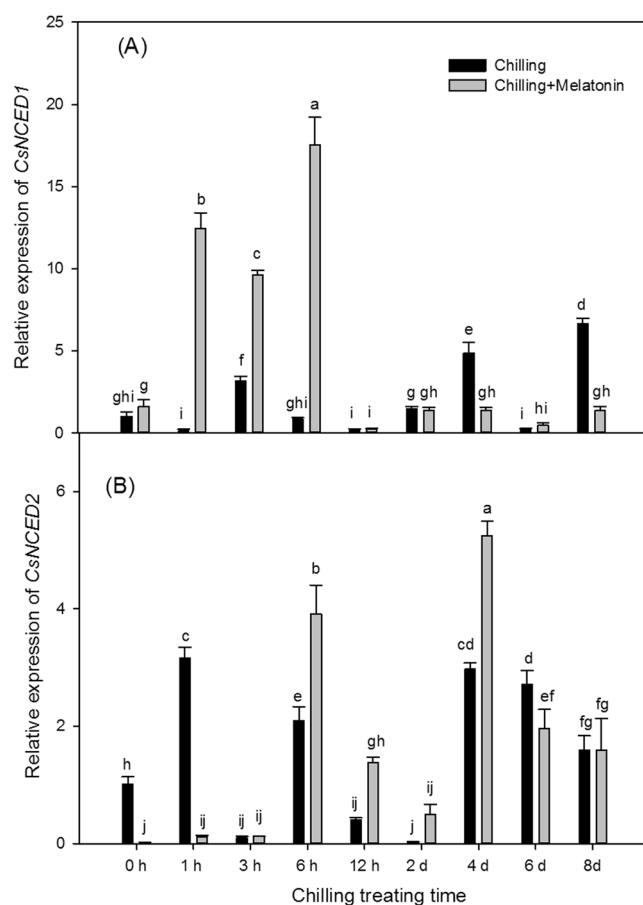 (A)
Chilling
Chilling+Melatonin
Relative expression of CsNCED1
25
20
15
10
5
0
ghi
g
i
b
f
c
ghi
a
i
i
g
gh
e
gh
i
hi
d
gh
(B)
Relative expression of CsNCED2
6
4
2
0
h
j
c
ij
ij
ij
e
b
ij
gh
j
ij
cd
a
d
ef
fg
fg
0 h 1 h 3 h 6 h 12 h 2 d 4 d 6 d 8d
Chilling treating time